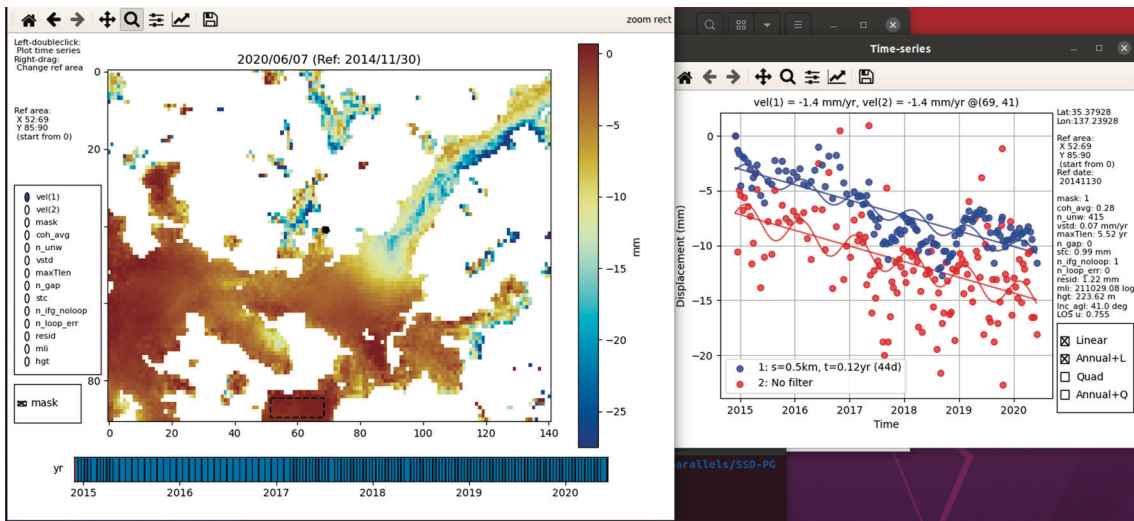 zoom rect
Left-doubleclick:
Plot time series
Right-drag:
Change ref area
Ref area:
X 52:69
Y 85:90
(start from 0)
vel(1)
vel(2)
mask
coh_avg
n_unw
vstd
maxTlen
n_gap
stc
n_ifg_noloop
n_loop_err
resid
mli
hgt
mask
2020/06/07 (Ref: 2014/11/30)
0
20
80
0 20 40 60 80 100 120 140
0
−5
−10
−15
−20
−25
mm
yr
2015 2016 2017 2018 2019 2020
Time-series
vel(1) = -1.4 mm/yr, vel(2) = -1.4 mm/yr @(69, 41)
0
−5
−10
−15
−20
Displacement (mm)
1: s=0.5km, t=0.12yr (44d)
2: No filter
2015 2016 2017 2018 2019 2020
Time
Lat:35.37928
Lon:137.23928
Ref area:
X 52:69
Y 85:90
(start from 0)
Ref date:
20141130
mask: 1
coh_avg: 0.28
n_unw: 415
vstd: 0.07 mm/yr
maxTlen: 5.52 yr
n_gap: 0
stc: 0.99 mm
n_ifg_noloop: 1
n_loop_err: 0
resid: 1.22 mm
mli: 211029.08 log
hgt: 223.62 m
Inc_agl: 41.0 deg
LOS u: 0.755
Linear
Annual+L
Quad
Annual+Q
arallels/SSD-PG